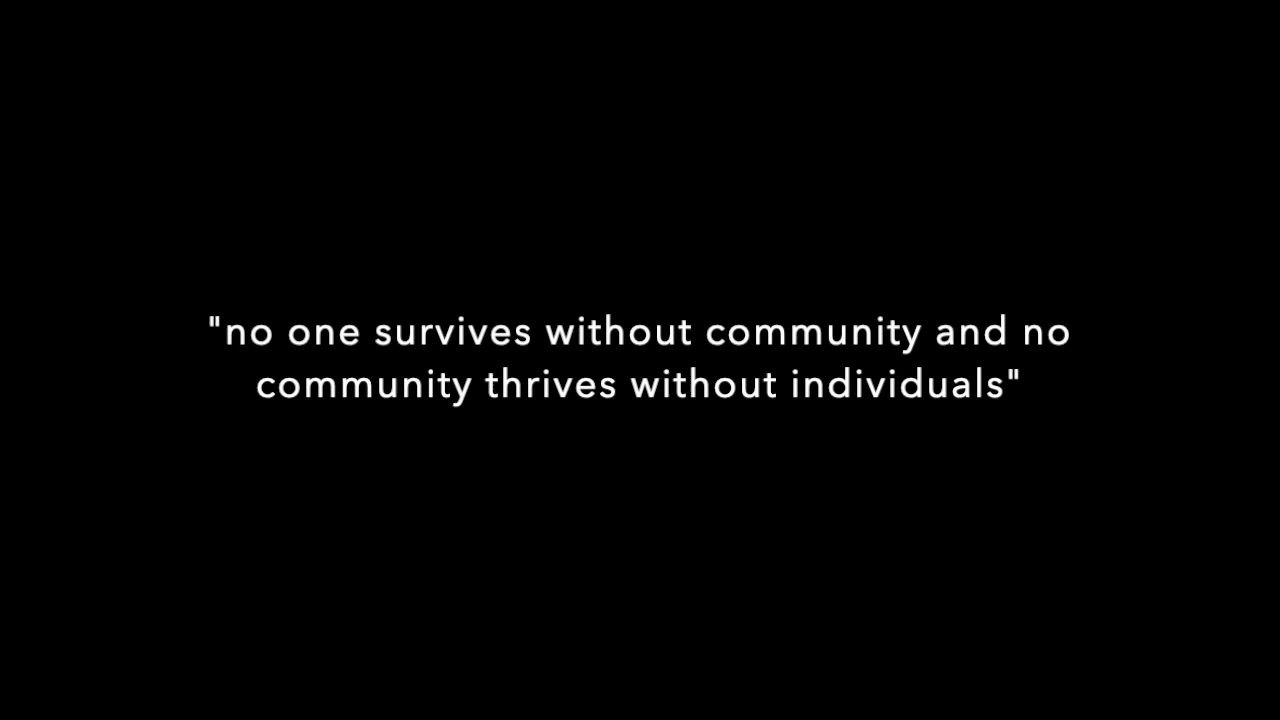 "no one survives without community and no
community thrives without individuals"